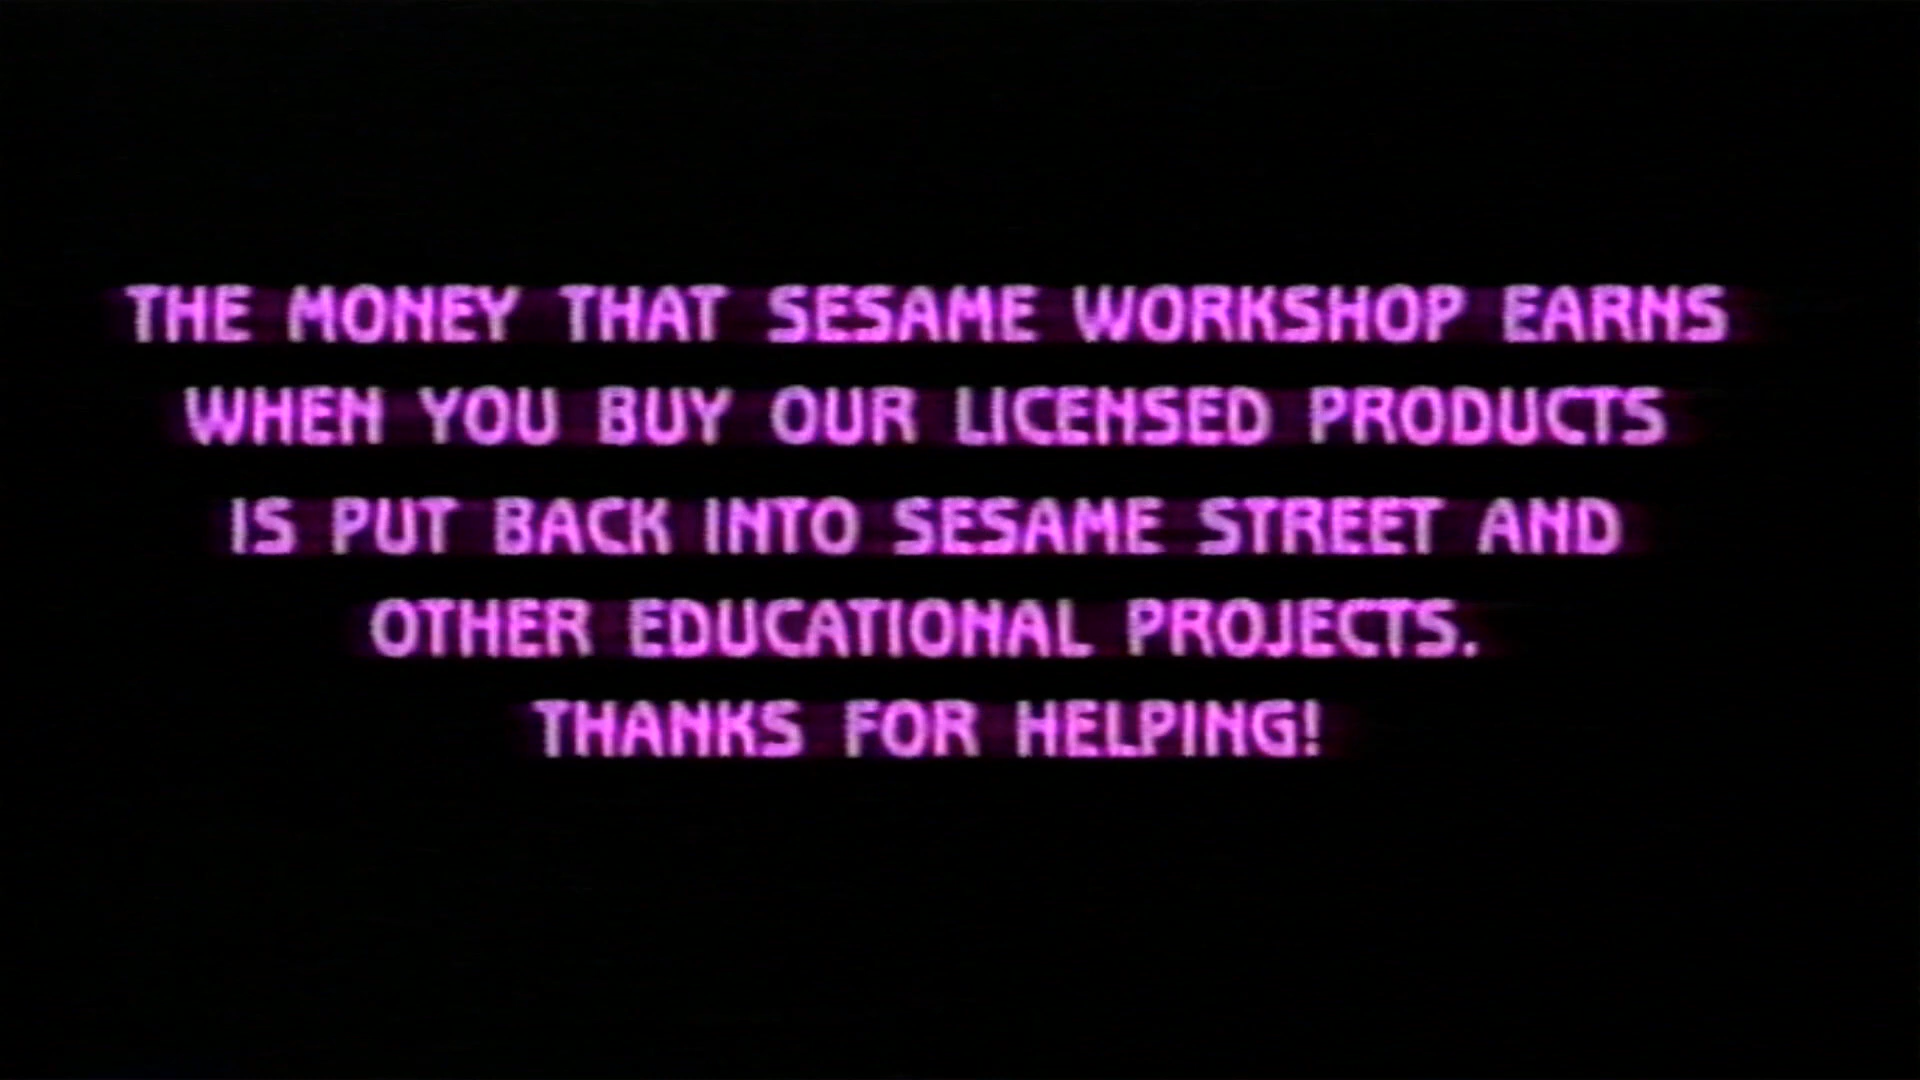 THE MONEY THAT SESAME WORKSHOP EARNS
WHEN YOU BUY OUR LICENSED PRODUCTS
IS PUT BACK INTO SESAME STREET AND
OTHER EDUCATIONAL PROJECTS.
THANKS FOR HELPING!